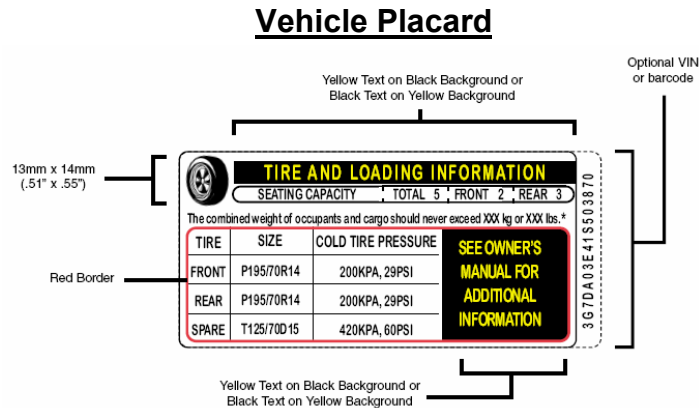 Vehicle Placard
Optional VIN
or barcode
Yellow Text on Black Background or
Black Text on Yellow Background
13mm x 14mm
(.51" x .55")
TIRE AND LOADING INFORMATION
SEATING CAPACITY TOTAL 5 FRONT 2 REAR 3
The combined weight of occupants and cargo should never exceed XXX kg or XXX lbs.*
TIRE SIZE COLD TIRE PRESSURE
FRONT P195/70R14 200KPA, 29PSI
REAR P195/70R14 200KPA, 29PSI
SPARE T125/70D15 420KPA, 60PSI
SEE OWNER'S
MANUAL FOR
ADDITIONAL
INFORMATION
3G7DA03E41S503870
Red Border
Yellow Text on Black Background or
Black Text on Yellow Background